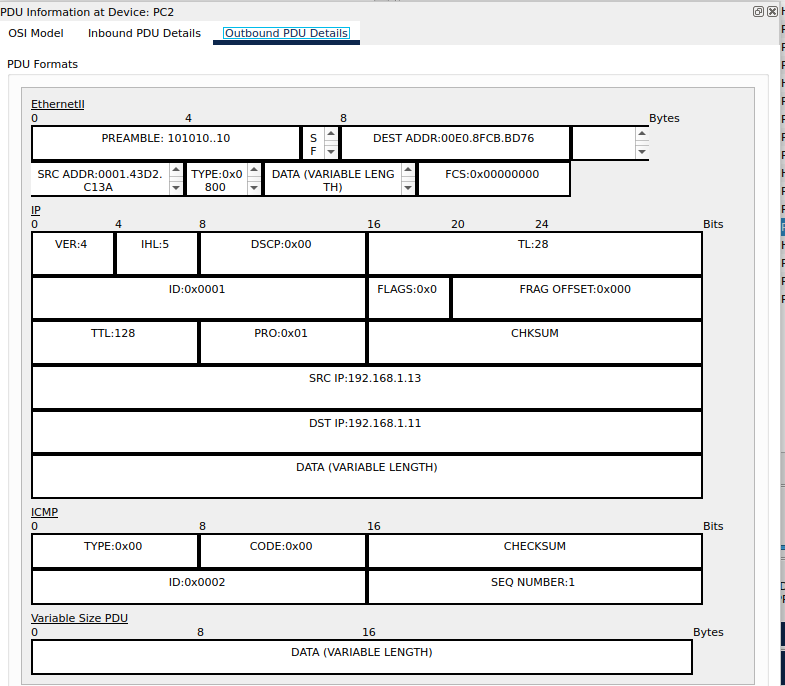 PDU Information at Device: PC2
OSI Model Inbound PDU Details Outbound PDU Details
PDU Formats
EthernetII
0 4 8 Bytes
PREAMBLE: 101010..10 S F DEST ADDR:00E0.8FCB.BD76
SRC ADDR:0001.43D2.C13A TYPE:0x0800 DATA (VARIABLE LENGTH) FCS:0x00000000
IP
0 4 8 16 20 24 Bits
VER:4 IHL:5 DSCP:0x00 TL:28
ID:0x0001 FLAGS:0x0 FRAG OFFSET:0x000
TTL:128 PRO:0x01 CHKSUM
SRC IP:192.168.1.13
DST IP:192.168.1.11
DATA (VARIABLE LENGTH)
ICMP
0 8 16 Bits
TYPE:0x00 CODE:0x00 CHECKSUM
ID:0x0002 SEQ NUMBER:1
Variable Size PDU
0 8 16 Bytes
DATA (VARIABLE LENGTH)